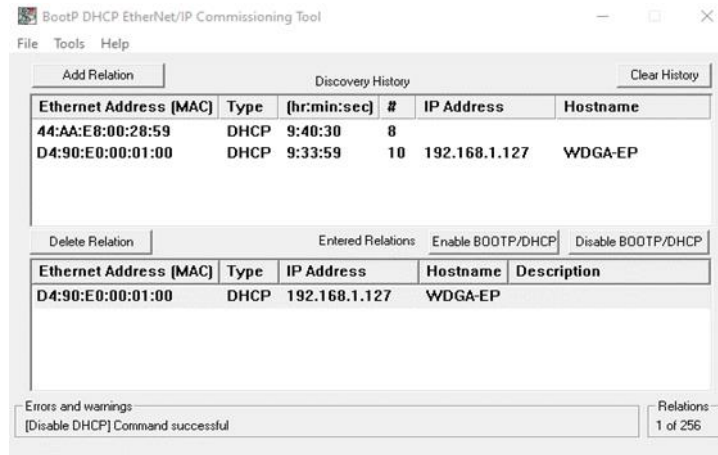 BootP DHCP EtherNet/IP Commissioning Tool
File Tools Help
Add Relation Discovery History Clear History
Ethernet Address (MAC) Type (hr:min:sec) # IP Address Hostname
44:AA:E8:00:28:59 DHCP 9:40:30 8
D4:90:E0:00:01:00 DHCP 9:33:59 10 192.168.1.127 WDGA-EP
Delete Relation Entered Relations Enable BOOTP/DHCP Disable BOOTP/DHCP
Ethernet Address (MAC) Type IP Address Hostname Description
D4:90:E0:00:01:00 DHCP 192.168.1.127 WDGA-EP
Errors and warnings Relations
[Disable DHCP] Command successful 1 of 256